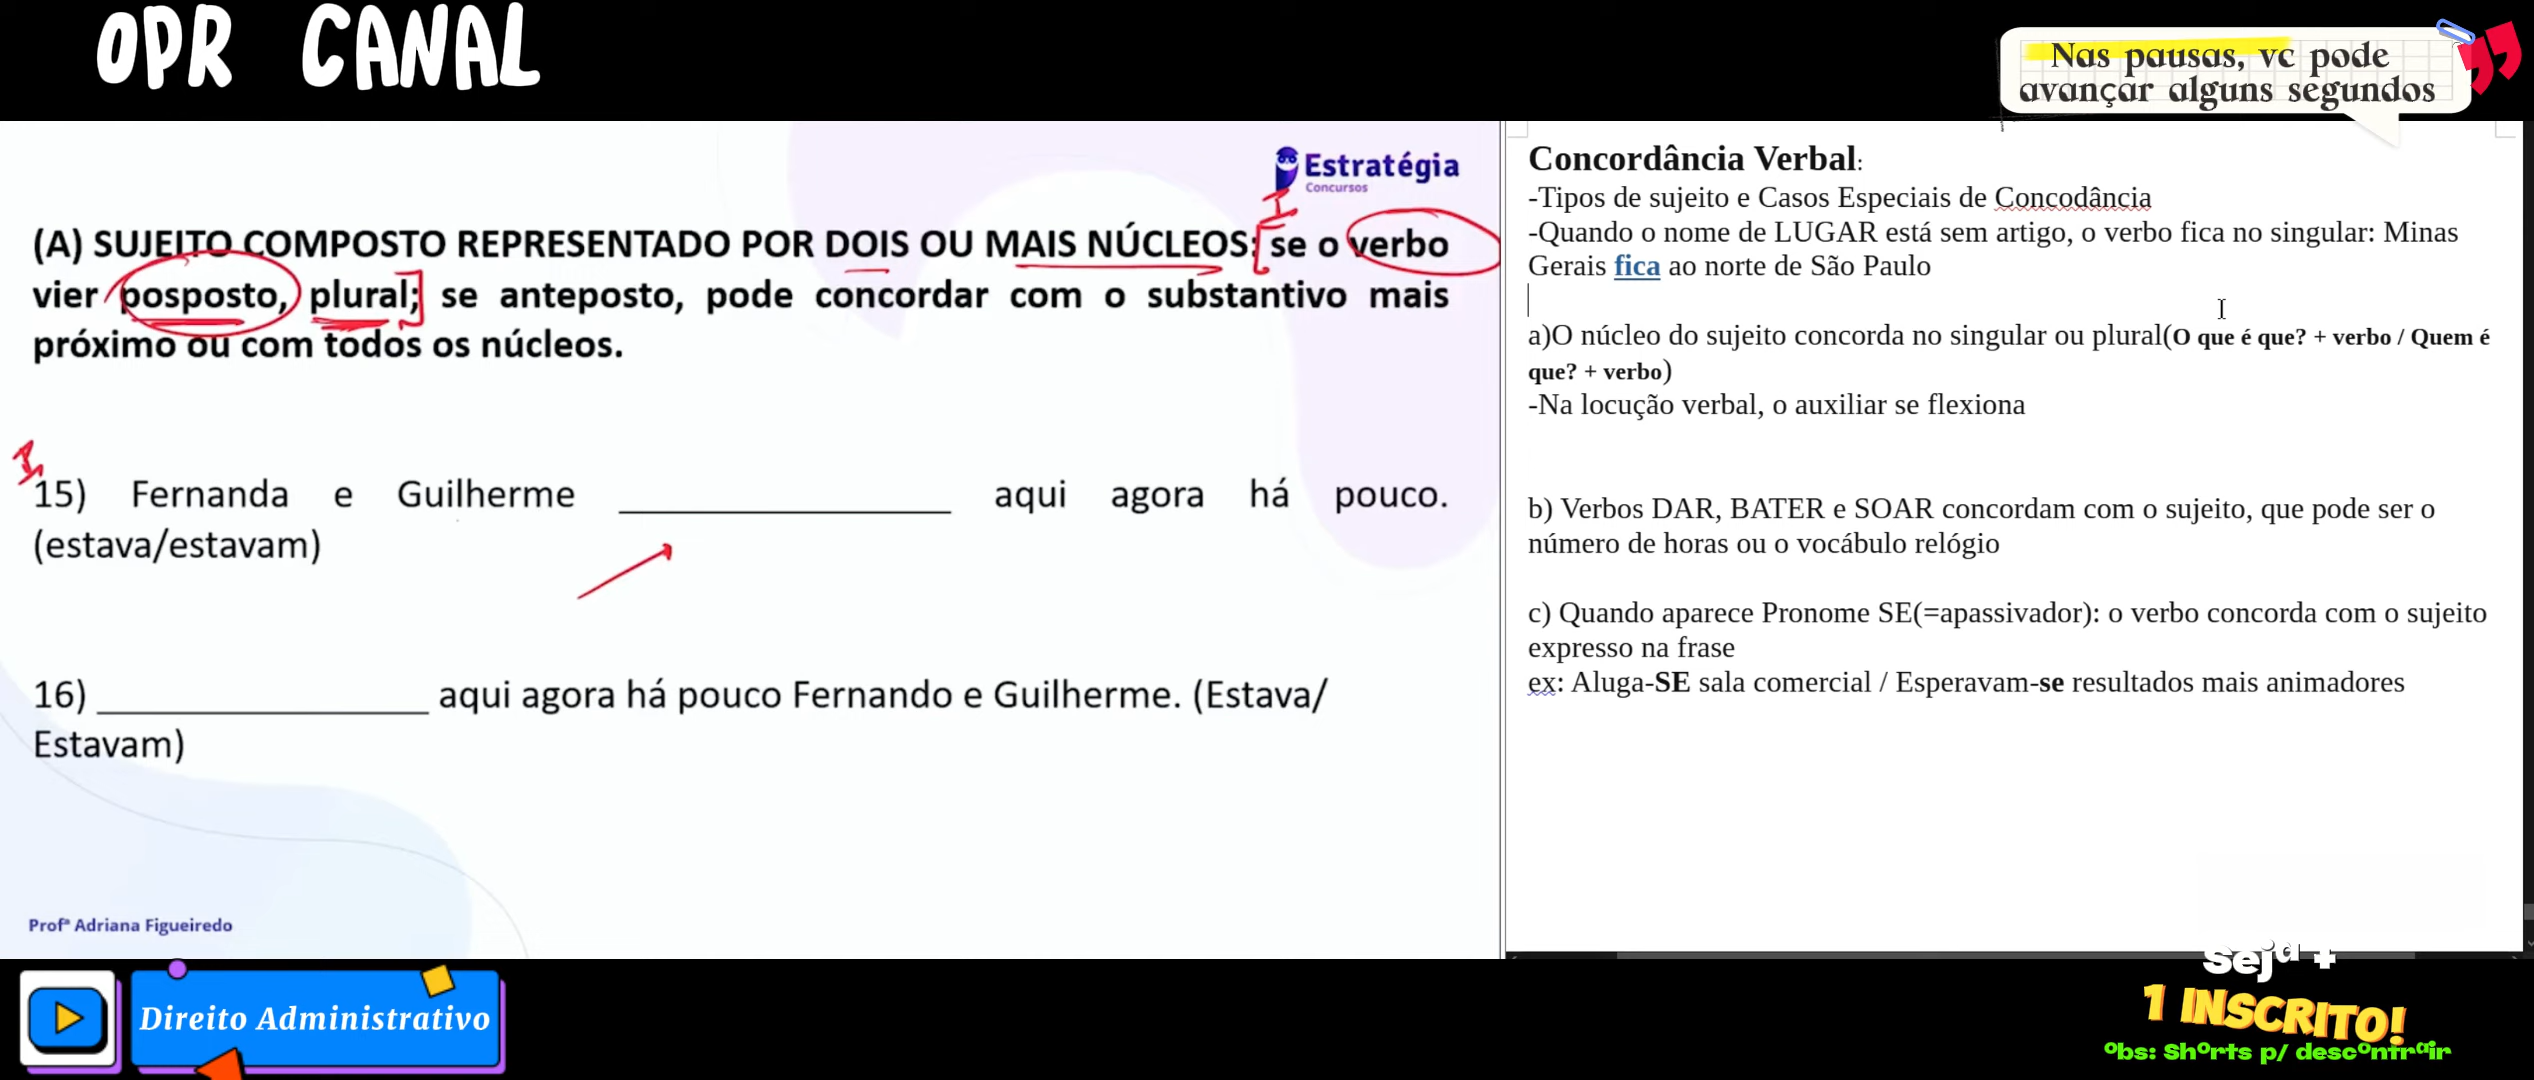 OPR CANAL
Nas pausas, vc pode
avançar alguns segundos
Estratégia
Concursos
(A) SUJEITO COMPOSTO REPRESENTADO POR DOIS OU MAIS NÚCLEOS: se o verbo
vier posposto, plural; se anteposto, pode concordar com o substantivo mais
próximo ou com todos os núcleos.
15) Fernanda e Guilherme ________________ aqui agora há pouco.
(estava/estavam)
16) ________________ aqui agora há pouco Fernando e Guilherme. (Estava/
Estavam)
Profª Adriana Figueiredo
Concordância Verbal:
-Tipos de sujeito e Casos Especiais de Concodância
-Quando o nome de LUGAR está sem artigo, o verbo fica no singular: Minas
Gerais fica ao norte de São Paulo
a)O núcleo do sujeito concorda no singular ou plural(O que é que? + verbo / Quem é
que? + verbo)
-Na locução verbal, o auxiliar se flexiona
b) Verbos DAR, BATER e SOAR concordam com o sujeito, que pode ser o
número de horas ou o vocábulo relógio
c) Quando aparece Pronome SE(=apassivador): o verbo concorda com o sujeito
expresso na frase
ex: Aluga-SE sala comercial / Esperavam-se resultados mais animadores
Direito Administrativo
Seja +
1 INSCRITO!
obs: Shorts p/ descontrair